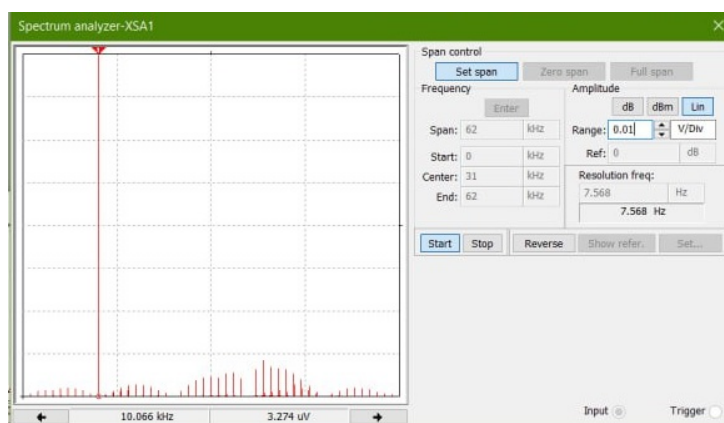 Spectrum analyzer-XSA1
Span control
Set span Zero span Full span
Frequency
Enter
Span: 62 kHz
Start: 0 kHz
Center: 31 kHz
End: 62 kHz
Amplitude
dB dBm Lin
Range: 0.01 V/Div
Ref: 0 dB
Resolution freq:
7.568 Hz
7.568 Hz
Start Stop Reverse Show refer. Set...
10.066 kHz 3.274 uV
Input Trigger